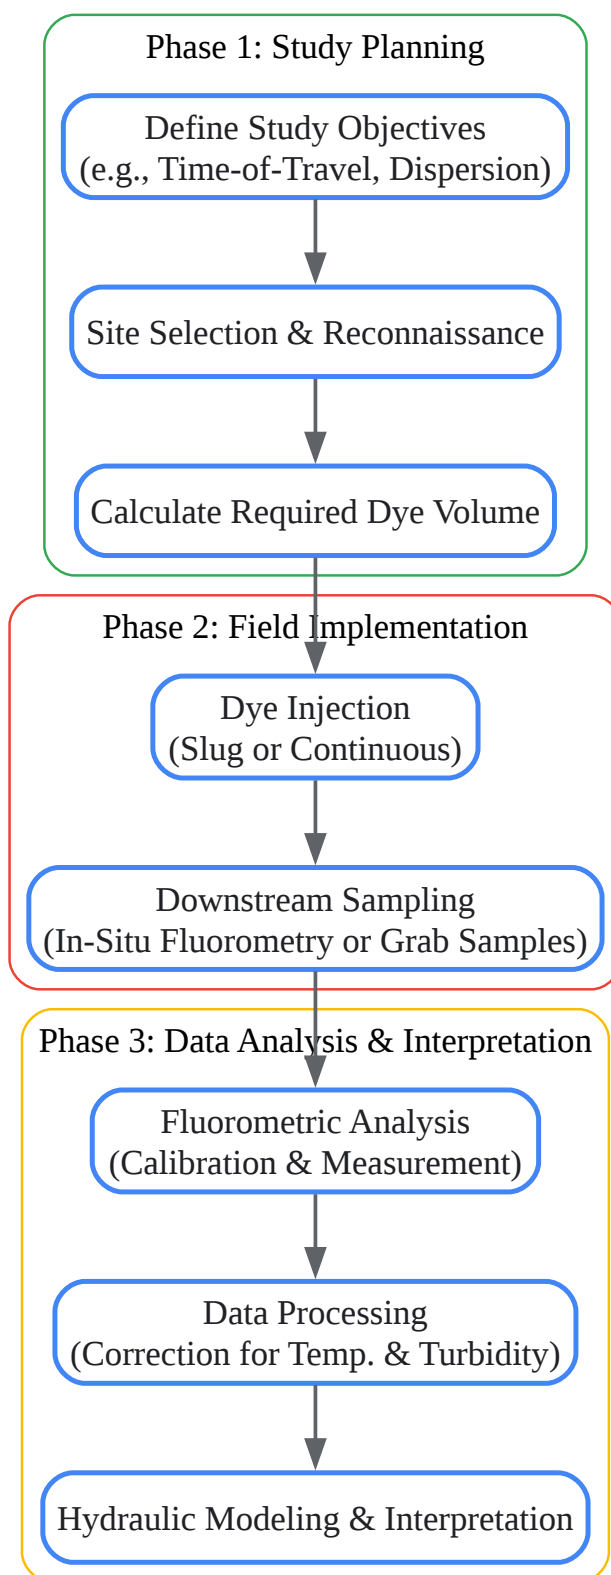 Phase 1: Study Planning
Define Study Objectives
(e.g., Time-of-Travel, Dispersion)
Site Selection & Reconnaissance
Calculate Required Dye Volume
Phase 2: Field Implementation
Dye Injection
(Slug or Continuous)
Downstream Sampling
(In-Situ Fluorometry or Grab Samples)
Phase 3: Data Analysis & Interpretation
Fluorometric Analysis
(Calibration & Measurement)
Data Processing
(Correction for Temp. & Turbidity)
Hydraulic Modeling & Interpretation